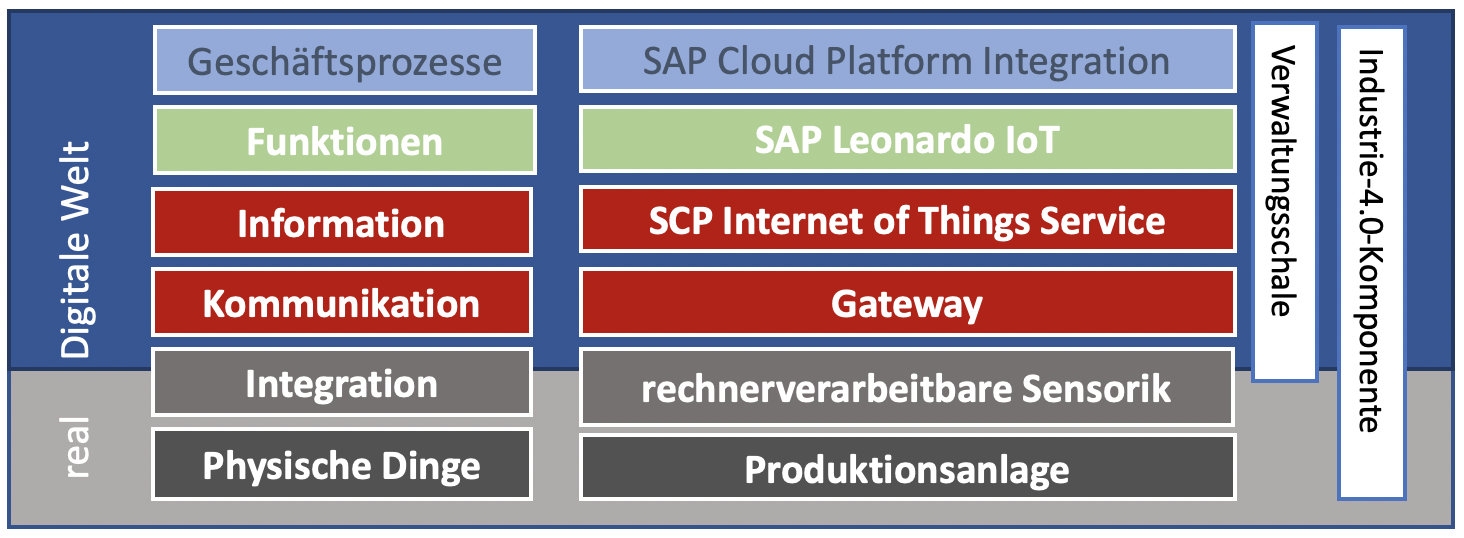 Digitale Welt
real
Geschäftsprozesse
SAP Cloud Platform Integration
Funktionen
SAP Leonardo IoT
Information
SCP Internet of Things Service
Kommunikation
Gateway
Integration
rechnerverarbeitbare Sensorik
Physische Dinge
Produktionsanlage
Verwaltungsschale
Industrie-4.0-Komponente